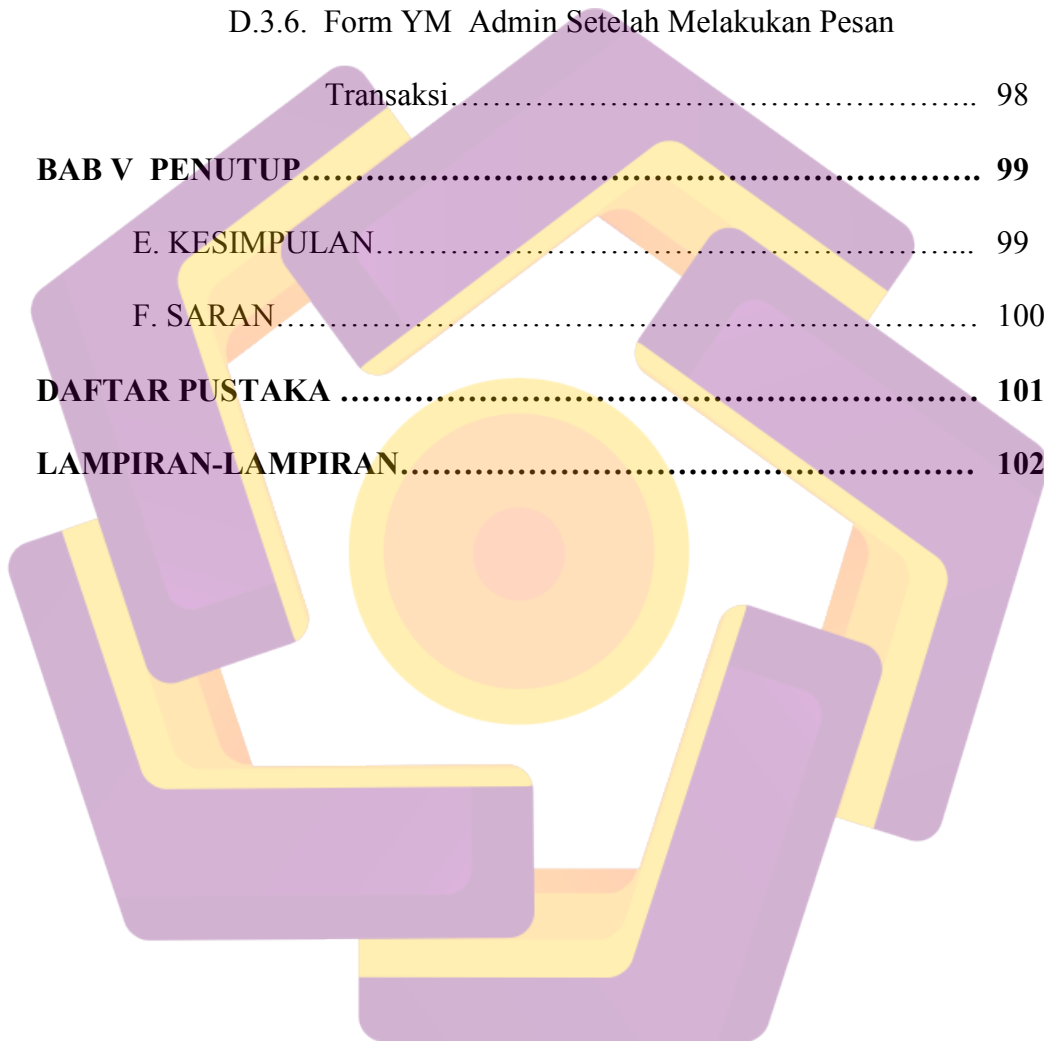 D.3.6.  Form YM  Admin Setelah Melakukan Pesan
Transaksi………………………………………….. 98
BAB V  PENUTUP……………………………………………………. 99
E. KESIMPULAN………………………………………………... 99
F. SARAN………………………………………………………… 100
DAFTAR PUSTAKA ………………………………………………… 101
LAMPIRAN-LAMPIRAN…………………………………………… 102